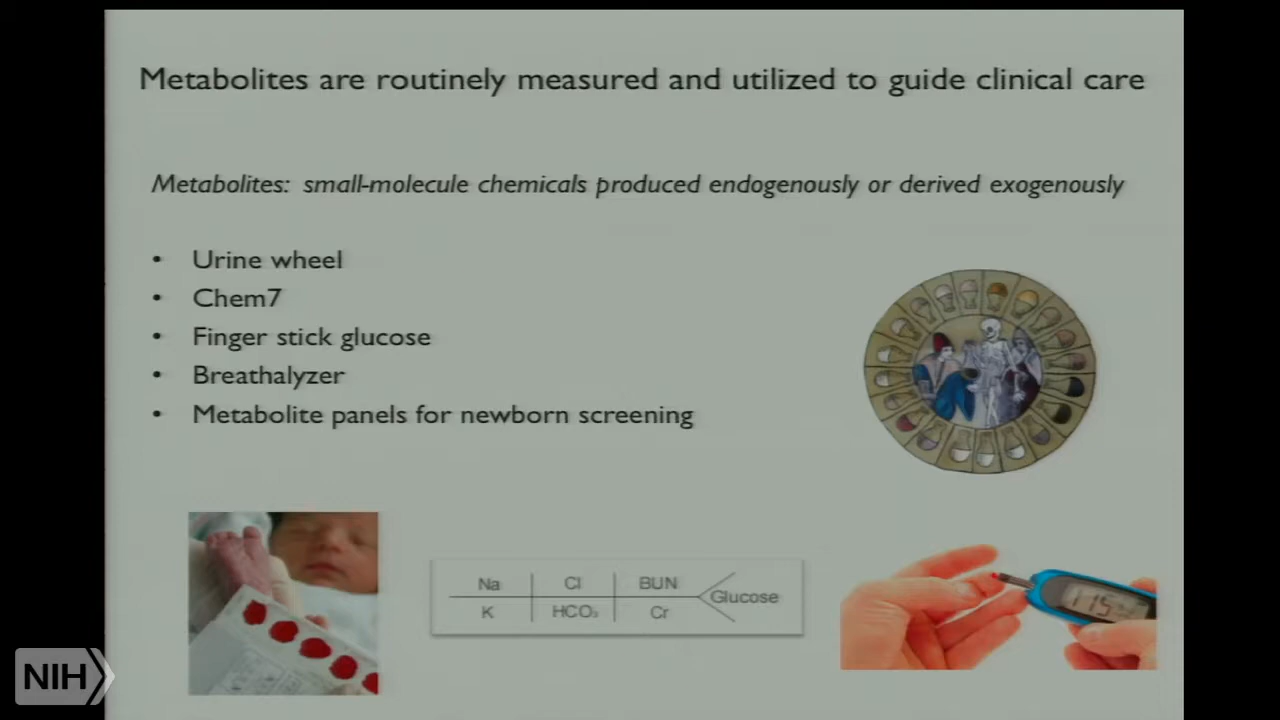 Metabolites are routinely measured and utilized to guide clinical care
Metabolites: small-molecule chemicals produced endogenously or derived exogenously
• Urine wheel
• Chem7
• Finger stick glucose
• Breathalyzer
• Metabolite panels for newborn screening
Na Cl BUN Glucose
K HCO₃ Cr
115
NIH